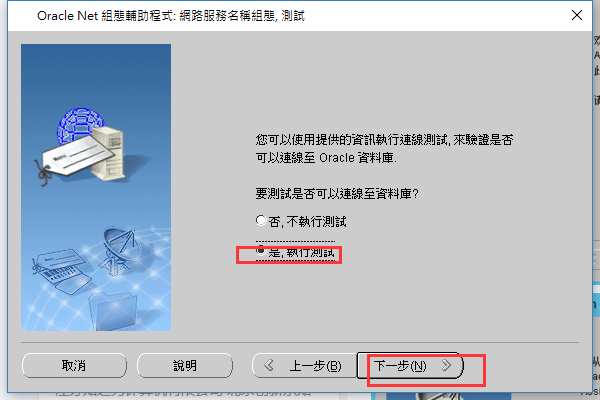 Oracle Net 組態輔助程式: 網路服務名稱組態, 測試
您可以使用提供的資訊執行連線測試, 來驗證是否
可以連線至 Oracle 資料庫.
要測試是否可以連線至資料庫?
否, 不執行測試
是, 執行測試
取消
說明
上一步(B)
下一步(N)